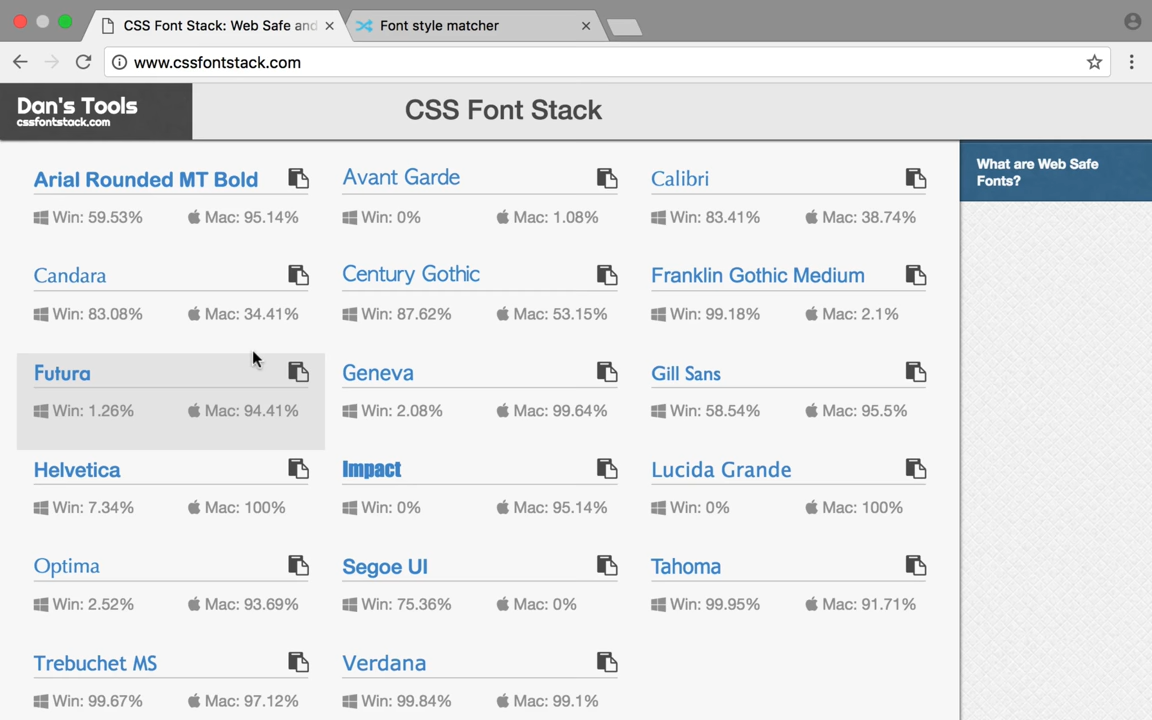 CSS Font Stack: Web Safe and
Font style matcher
www.cssfontstack.com
Dan's Tools
cssfontstack.com
CSS Font Stack
What are Web Safe
Fonts?
Arial Rounded MT Bold
Win: 59.53% Mac: 95.14%
Avant Garde
Win: 0% Mac: 1.08%
Calibri
Win: 83.41% Mac: 38.74%
Candara
Win: 83.08% Mac: 34.41%
Century Gothic
Win: 87.62% Mac: 53.15%
Franklin Gothic Medium
Win: 99.18% Mac: 2.1%
Futura
Win: 1.26% Mac: 94.41%
Geneva
Win: 2.08% Mac: 99.64%
Gill Sans
Win: 58.54% Mac: 95.5%
Helvetica
Win: 7.34% Mac: 100%
Impact
Win: 0% Mac: 95.14%
Lucida Grande
Win: 0% Mac: 100%
Optima
Win: 2.52% Mac: 93.69%
Segoe UI
Win: 75.36% Mac: 0%
Tahoma
Win: 99.95% Mac: 91.71%
Trebuchet MS
Win: 99.67% Mac: 97.12%
Verdana
Win: 99.84% Mac: 99.1%